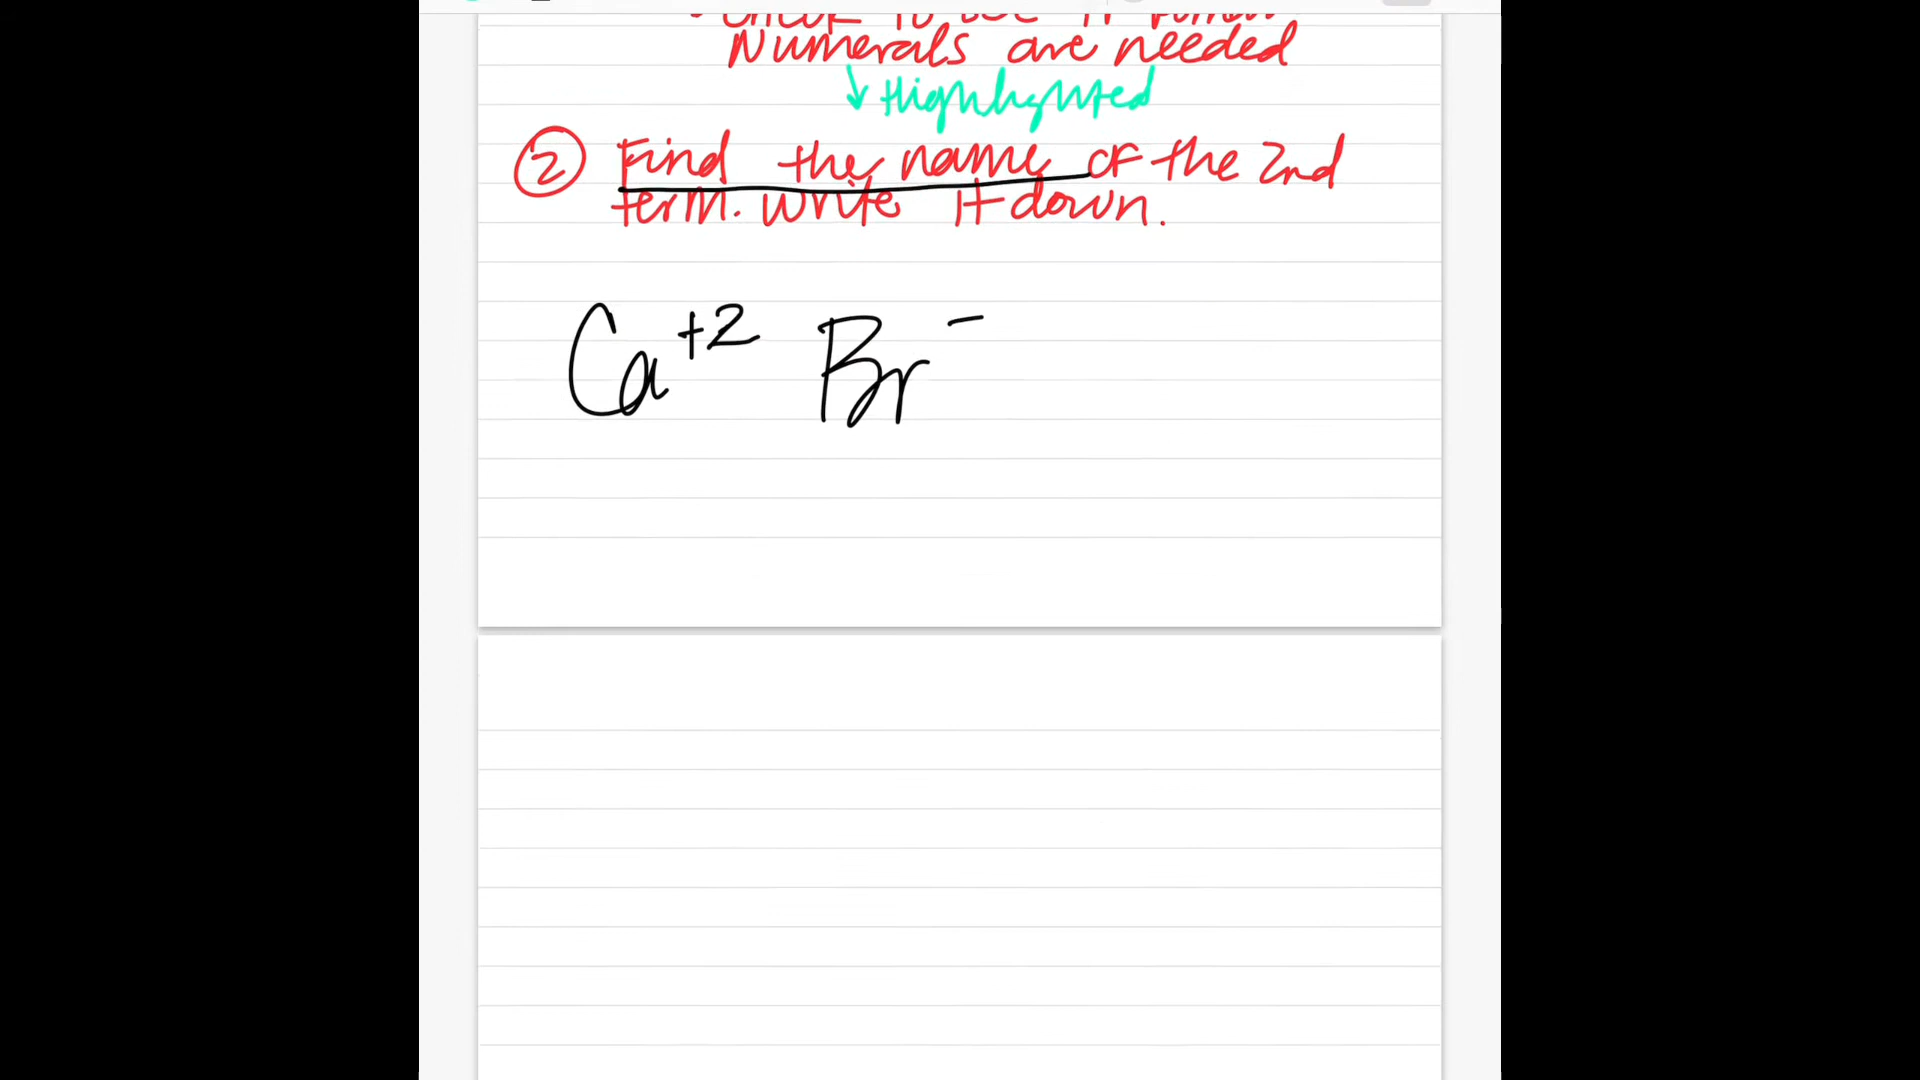 Numerals are needed
↓ Highlighted
② Find the name of the 2nd
term. Write it down.
Ca⁺² Br⁻